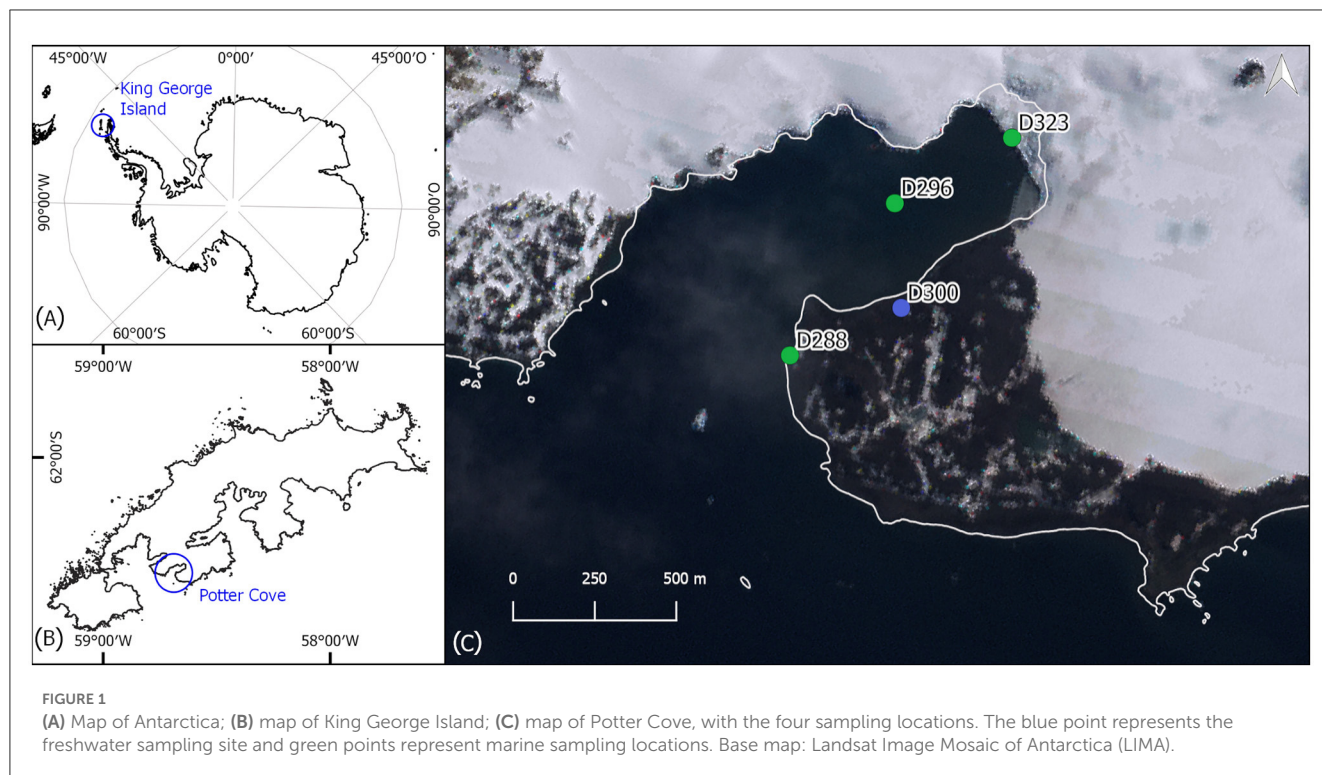 45°00'W
0°00'
45°00'O
King George
Island
90°00'W
90°00'O
(A)
60°00'S
60°00'S
59°00'W
58°00'W
62°00'S
Potter Cove
(B)
59°00'W
58°00'W
D323
D296
D300
D288
0
250
500 m
(C)
FIGURE 1
(A) Map of Antarctica; (B) map of King George Island; (C) map of Potter Cove, with the four sampling locations. The blue point represents the
freshwater sampling site and green points represent marine sampling locations. Base map: Landsat Image Mosaic of Antarctica (LIMA).